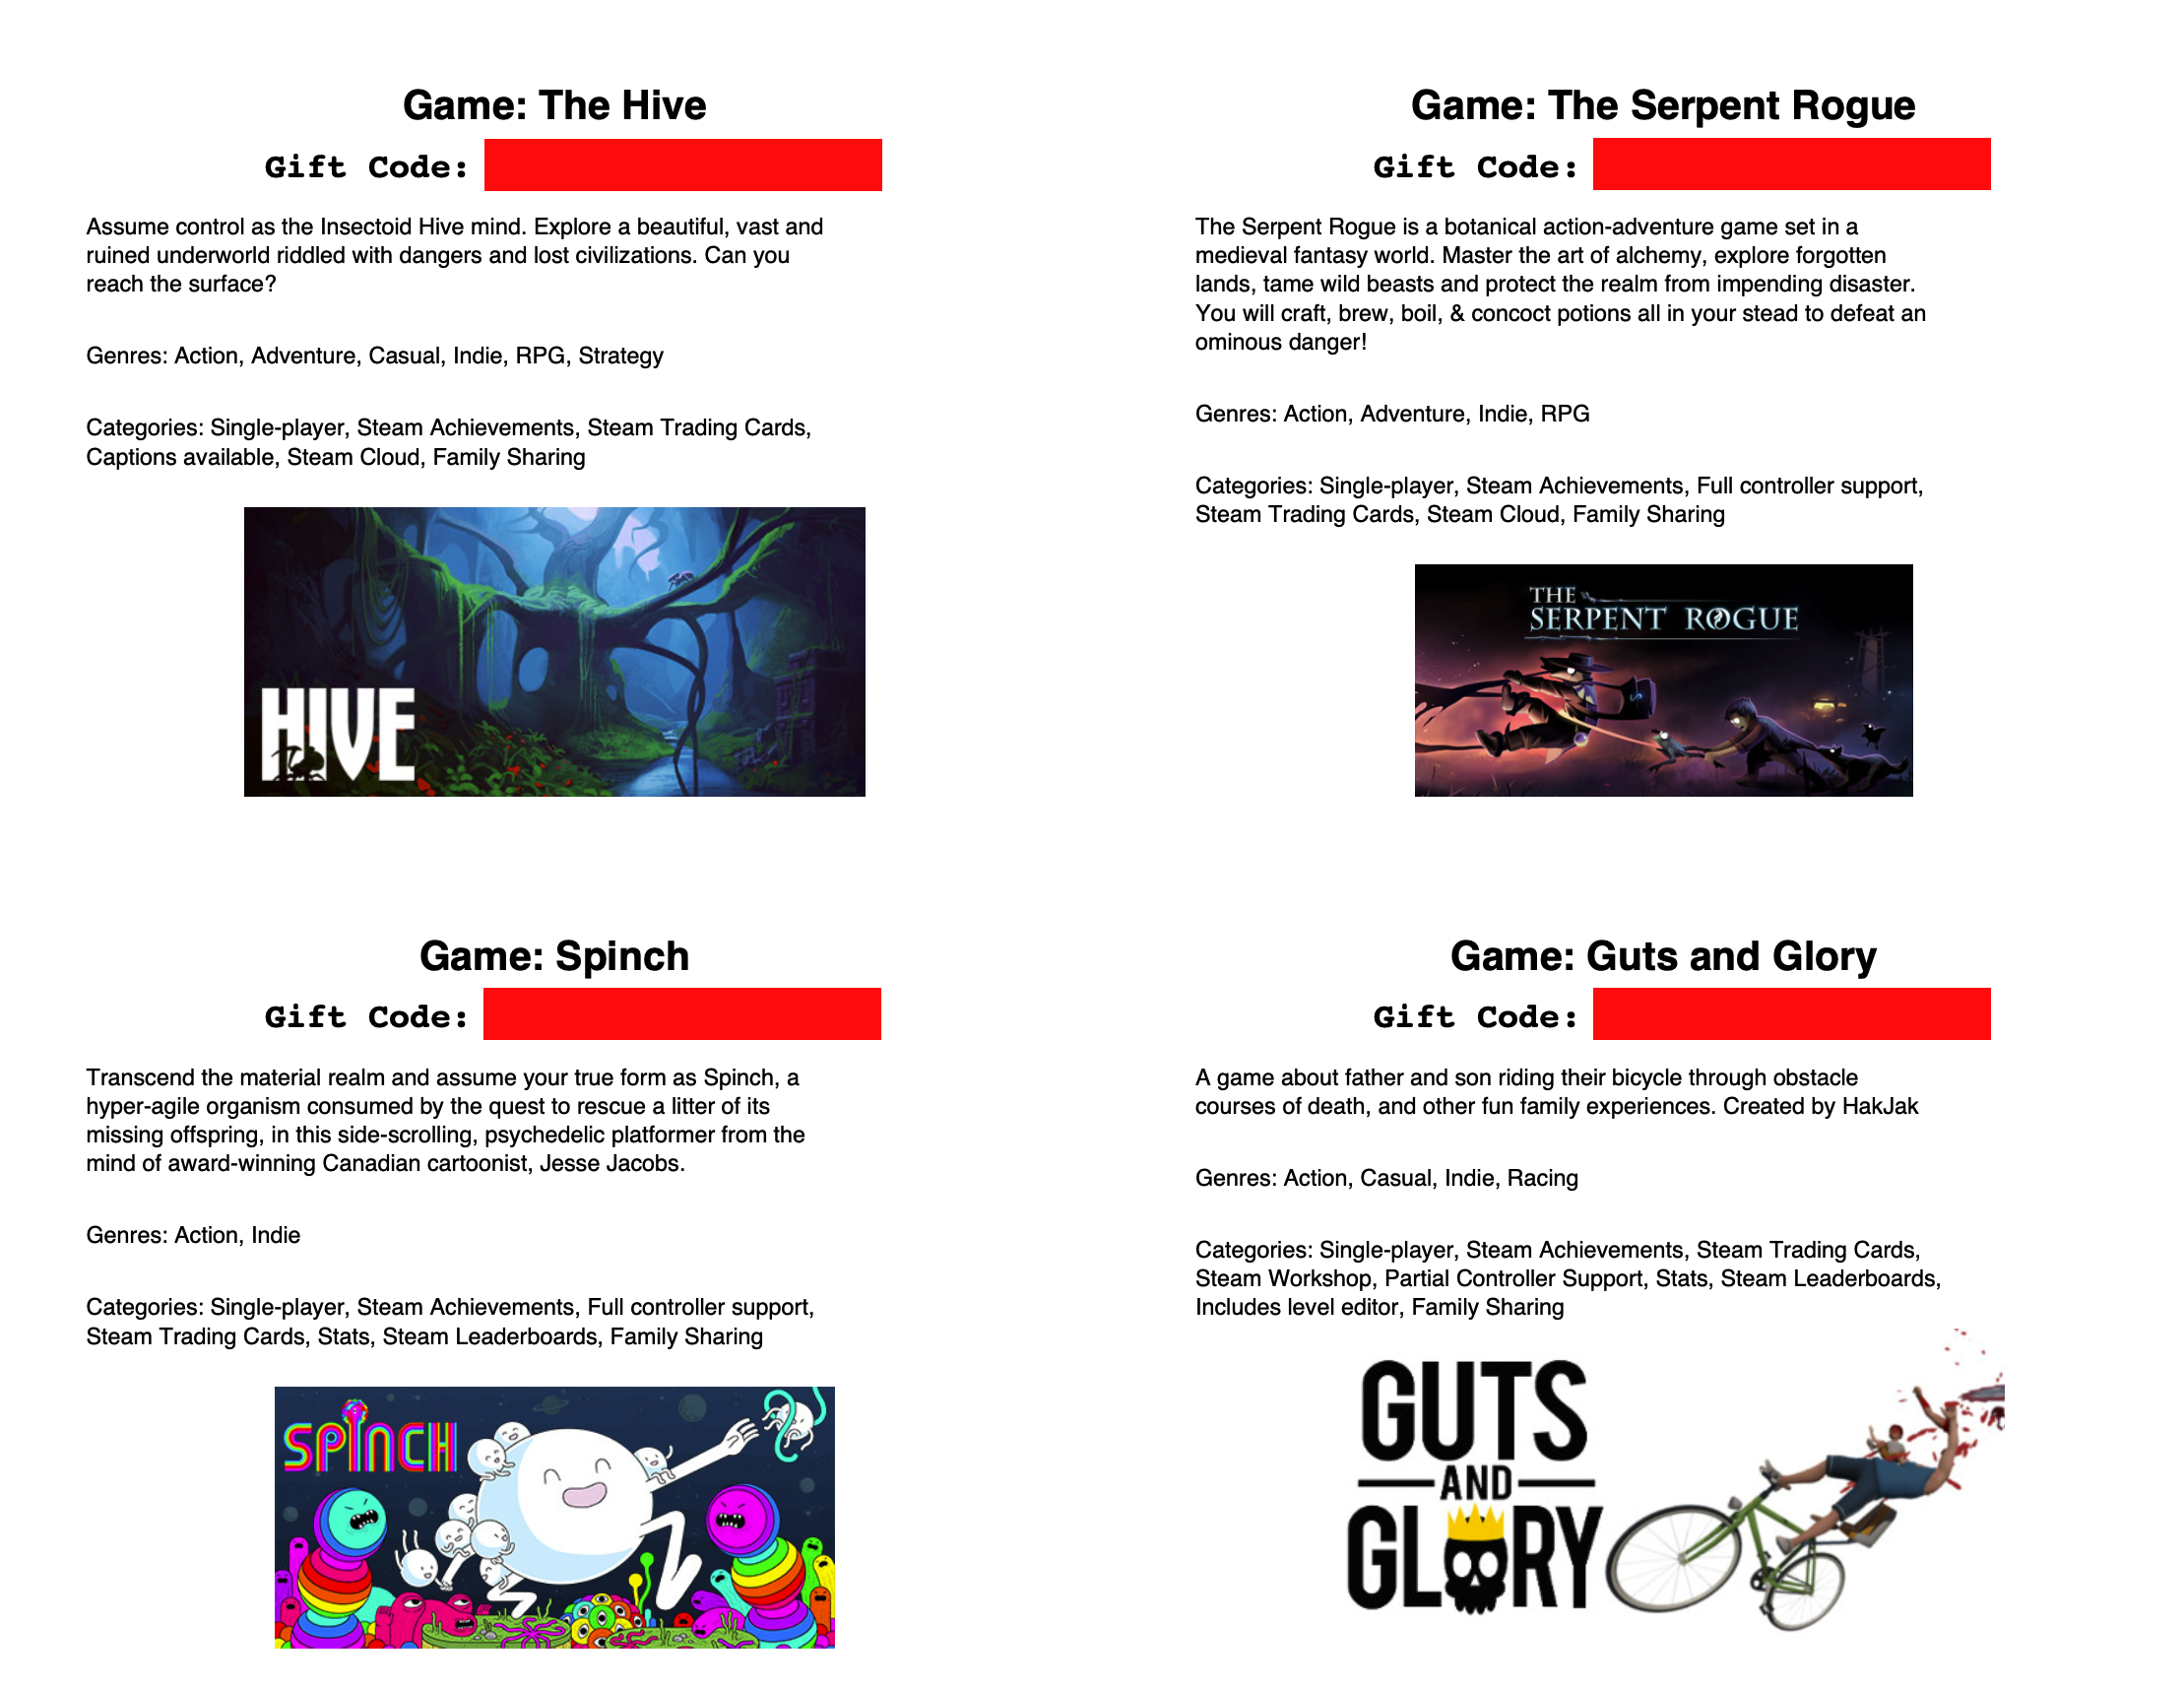 Game: The Hive
Gift Code:
Assume control as the Insectoid Hive mind. Explore a beautiful, vast and
ruined underworld riddled with dangers and lost civilizations. Can you
reach the surface?
Genres: Action, Adventure, Casual, Indie, RPG, Strategy
Categories: Single-player, Steam Achievements, Steam Trading Cards,
Captions available, Steam Cloud, Family Sharing
HIVE
Game: The Serpent Rogue
Gift Code:
The Serpent Rogue is a botanical action-adventure game set in a
medieval fantasy world. Master the art of alchemy, explore forgotten
lands, tame wild beasts and protect the realm from impending disaster.
You will craft, brew, boil, & concoct potions all in your stead to defeat an
ominous danger!
Genres: Action, Adventure, Indie, RPG
Categories: Single-player, Steam Achievements, Full controller support,
Steam Trading Cards, Steam Cloud, Family Sharing
THE
SERPENT ROGUE
Game: Spinch
Gift Code:
Transcend the material realm and assume your true form as Spinch, a
hyper-agile organism consumed by the quest to rescue a litter of its
missing offspring, in this side-scrolling, psychedelic platformer from the
mind of award-winning Canadian cartoonist, Jesse Jacobs.
Genres: Action, Indie
Categories: Single-player, Steam Achievements, Full controller support,
Steam Trading Cards, Stats, Steam Leaderboards, Family Sharing
SPINCH
Game: Guts and Glory
Gift Code:
A game about father and son riding their bicycle through obstacle
courses of death, and other fun family experiences. Created by HakJak
Genres: Action, Casual, Indie, Racing
Categories: Single-player, Steam Achievements, Steam Trading Cards,
Steam Workshop, Partial Controller Support, Stats, Steam Leaderboards,
Includes level editor, Family Sharing
GUTS
AND
GLORY